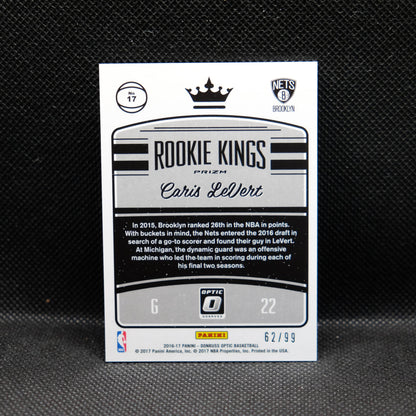 No
17
NETS
B
BROOKLYN
ROOKIE KINGS
PRIZM
Caris LeVert
In 2015, Brooklyn ranked 26th in the NBA in points.
With buckets in mind, the Nets entered the 2016 draft in
search of a go-to scorer and found their guy in LeVert.
At Michigan, the dynamic guard was an offensive
machine who led the team in scoring during each of
his final two seasons.
G
OPTIC
DONRUSS
22
PANINI
62/99
2016-17 PANINI - DONRUSS OPTIC BASKETBALL
© 2017 Panini America, Inc. © 2017 NBA Properties, Inc. Printed in the USA.